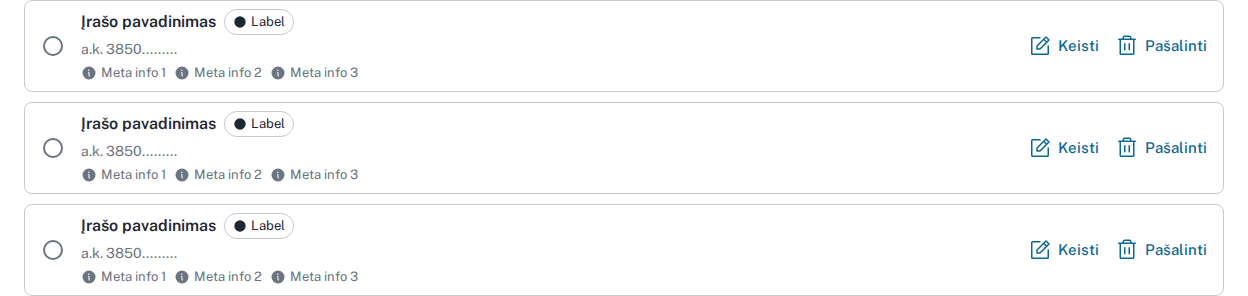 Įrašo pavadinimas Label
a.k. 3850.........
Meta info 1 Meta info 2 Meta info 3
Keisti Pašalinti
Įrašo pavadinimas Label
a.k. 3850.........
Meta info 1 Meta info 2 Meta info 3
Keisti Pašalinti
Įrašo pavadinimas Label
a.k. 3850.........
Meta info 1 Meta info 2 Meta info 3
Keisti Pašalinti